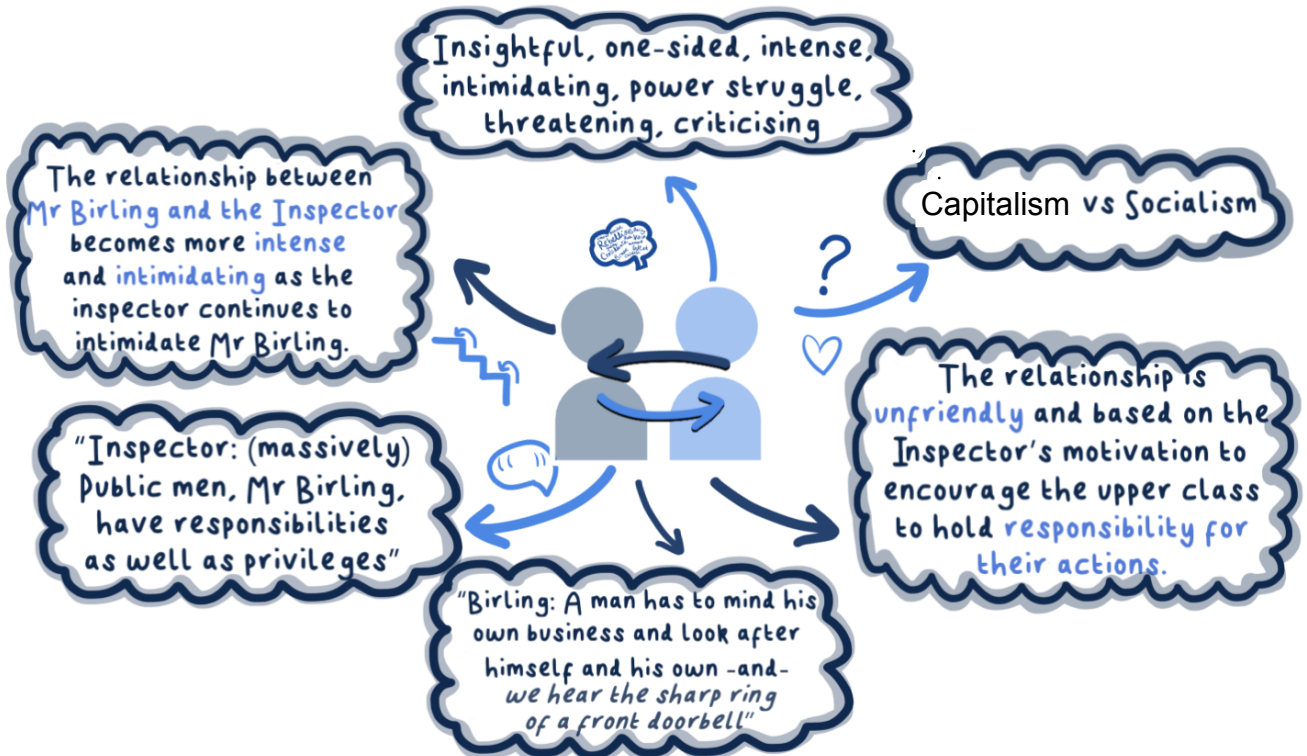 Insightful, one-sided, intense,
intimidating, power struggle,
threatening, criticising
The relationship between
Mr Birling and the Inspector
becomes more intense
and intimidating as the
inspector continues to
intimidate Mr Birling.
Capitalism vs Socialism
?
The relationship is
unfriendly and based on the
Inspector's motivation to
encourage the upper class
to hold responsibility for
their actions.
"Inspector: (massively)
Public men, Mr Birling,
have responsibilities
as well as privileges"
"Birling: A man has to mind his
own business and look after
himself and his own -and-
we hear the sharp ring
of a front doorbell"